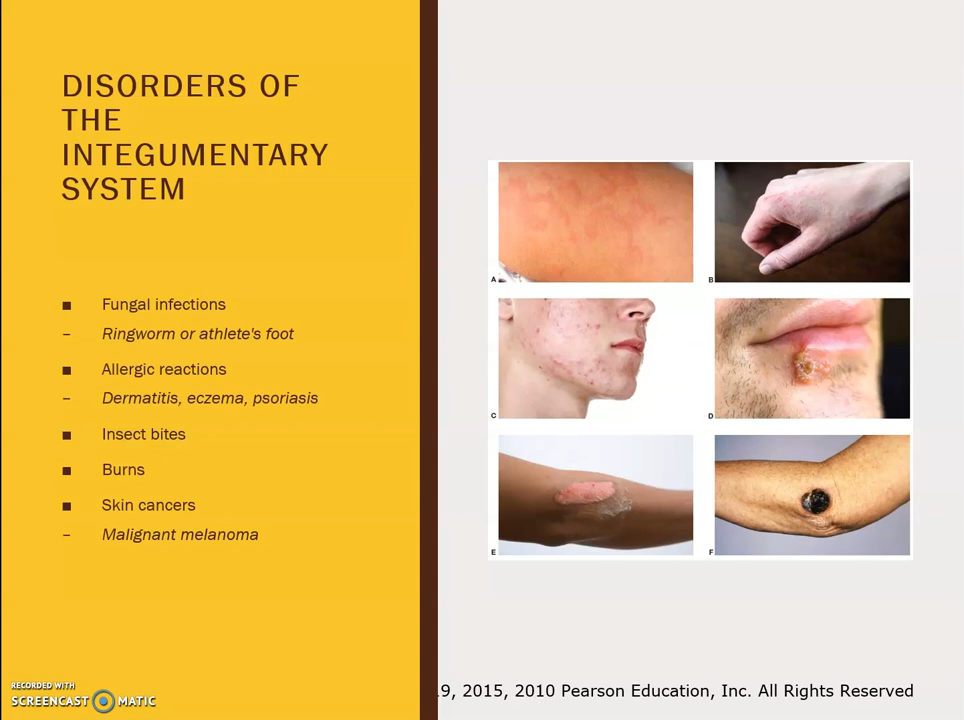 DISORDERS OF
THE
INTEGUMENTARY
SYSTEM
■ Fungal infections
– Ringworm or athlete's foot
■ Allergic reactions
– Dermatitis, eczema, psoriasis
■ Insect bites
■ Burns
■ Skin cancers
– Malignant melanoma
A
B
C
D
E
F
9, 2015, 2010 Pearson Education, Inc. All Rights Reserved
RECORDED WITH
SCREENCAST MATIC